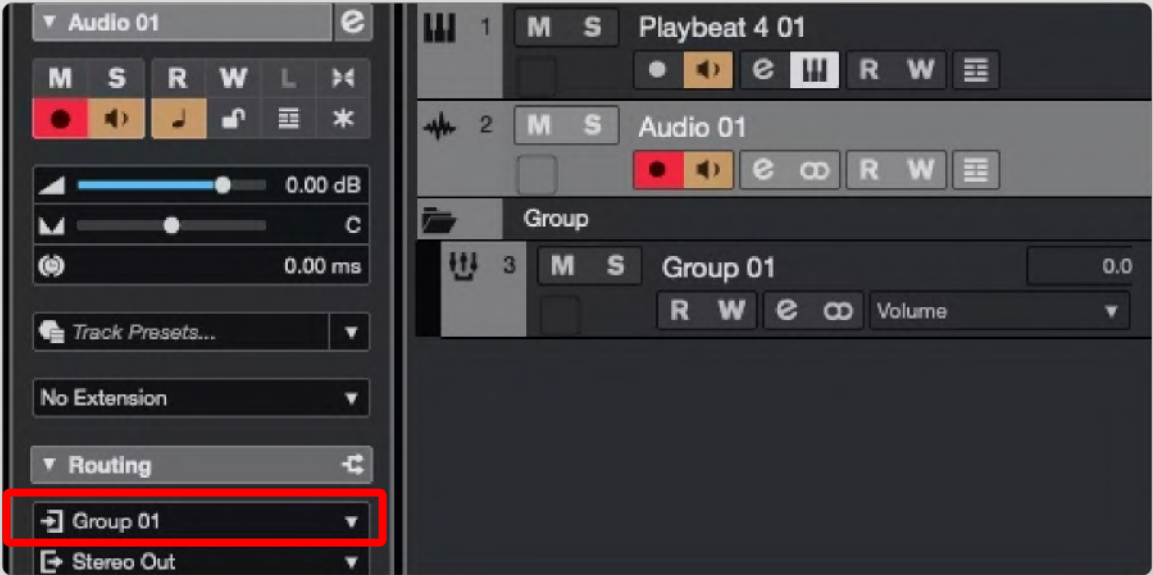 Audio 01 e
M S R W L
0.00 dB
C
0.00 ms
Track Presets...
No Extension
Routing
Group 01
Stereo Out
1 M S Playbeat 4 01
e R W
2 M S Audio 01
e R W
Group
3 M S Group 01 0.0
R W e Volume